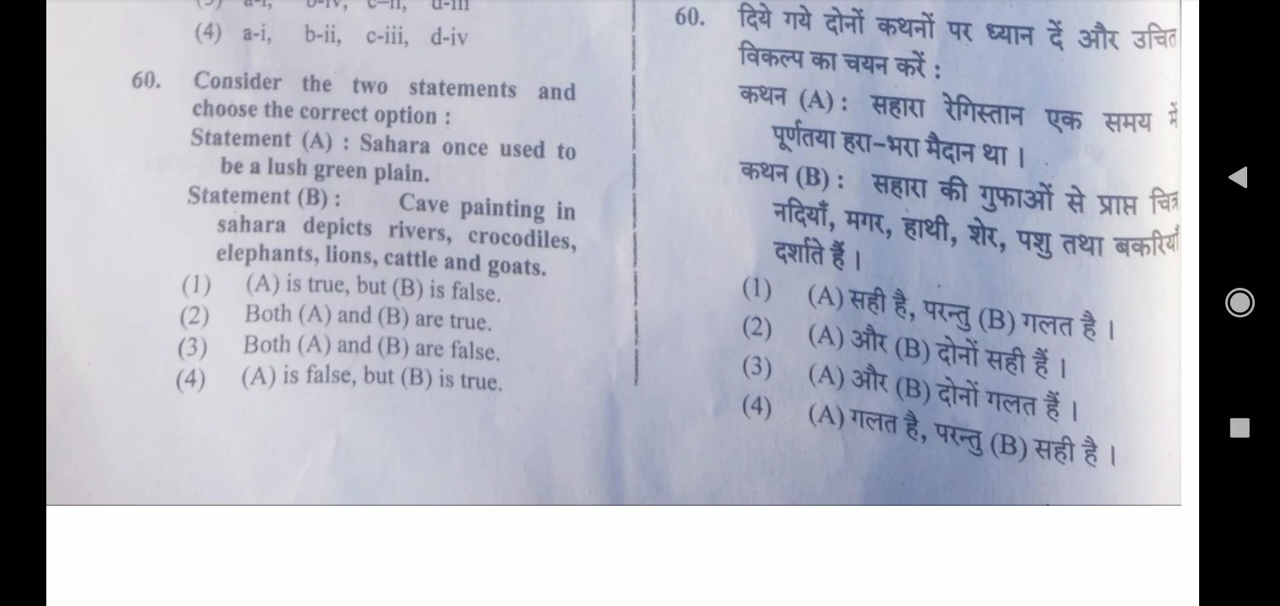 (4) a-i, b-ii, c-iii, d-iv
60. Consider the two statements and
choose the correct option :
Statement (A) : Sahara once used to
be a lush green plain.
Statement (B) : Cave painting in
sahara depicts rivers, crocodiles,
elephants, lions, cattle and goats.
(1) (A) is true, but (B) is false.
(2) Both (A) and (B) are true.
(3) Both (A) and (B) are false.
(4) (A) is false, but (B) is true.
60. दिये गये दोनों कथनों पर ध्यान दें और उचित
विकल्प का चयन करें :
कथन (A) : सहारा रेगिस्तान एक समय में
पूर्णतया हरा-भरा मैदान था ।
कथन (B) : सहारा की गुफाओं से प्राप्त चित्र
नदियाँ, मगर, हाथी, शेर, पशु तथा बकरियाँ
दर्शाते हैं ।
(1) (A) सही है, परन्तु (B) गलत है ।
(2) (A) और (B) दोनों सही हैं ।
(3) (A) और (B) दोनों गलत हैं ।
(4) (A) गलत है, परन्तु (B) सही है ।